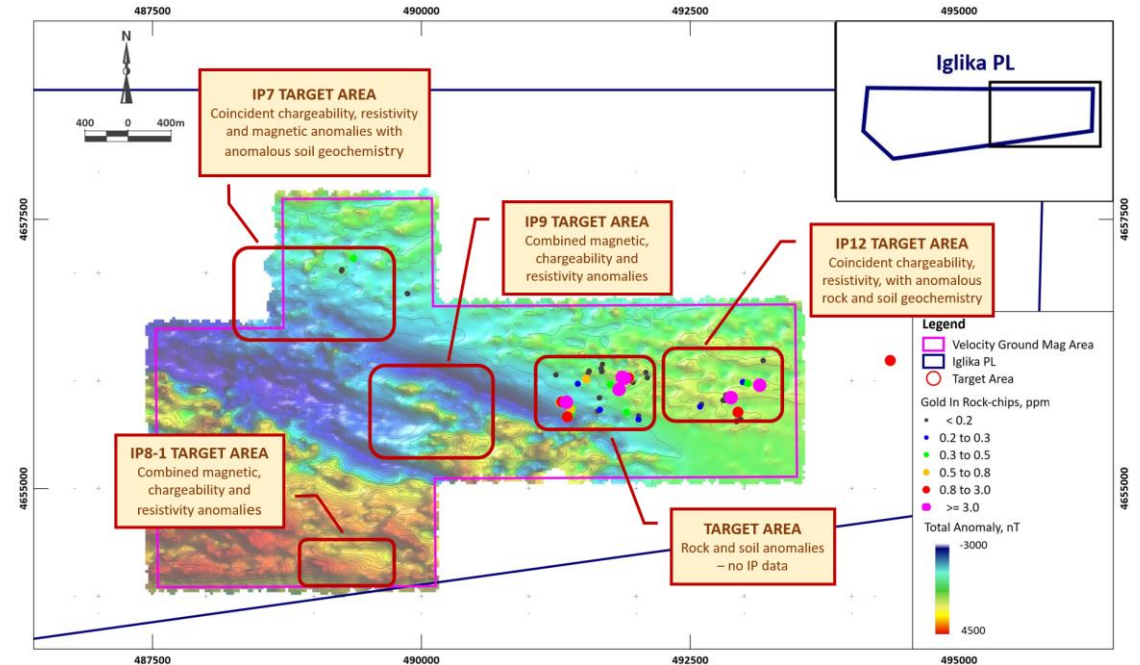 487500
490000
492500
495000
N
400 0 400m
Iglika PL
IP7 TARGET AREA
Coincident chargeability, resistivity
and magnetic anomalies with
anomalous soil geochemistry
4657500
4657500
IP9 TARGET AREA
Combined magnetic,
chargeability and
resistivity anomalies
IP12 TARGET AREA
Coincident chargeability,
resistivity, with anomalous
rock and soil geochemistry
IP8-1 TARGET AREA
Combined magnetic,
chargeability and
resistivity anomalies
TARGET AREA
Rock and soil anomalies
– no IP data
4655000
4655000
Legend
Velocity Ground Mag Area
Iglika PL
Target Area
Gold In Rock-chips, ppm
< 0.2
0.2 to 0.3
0.3 to 0.5
0.5 to 0.8
0.8 to 3.0
>= 3.0
Total Anomaly, nT
-3000
4500
487500
490000
492500
495000